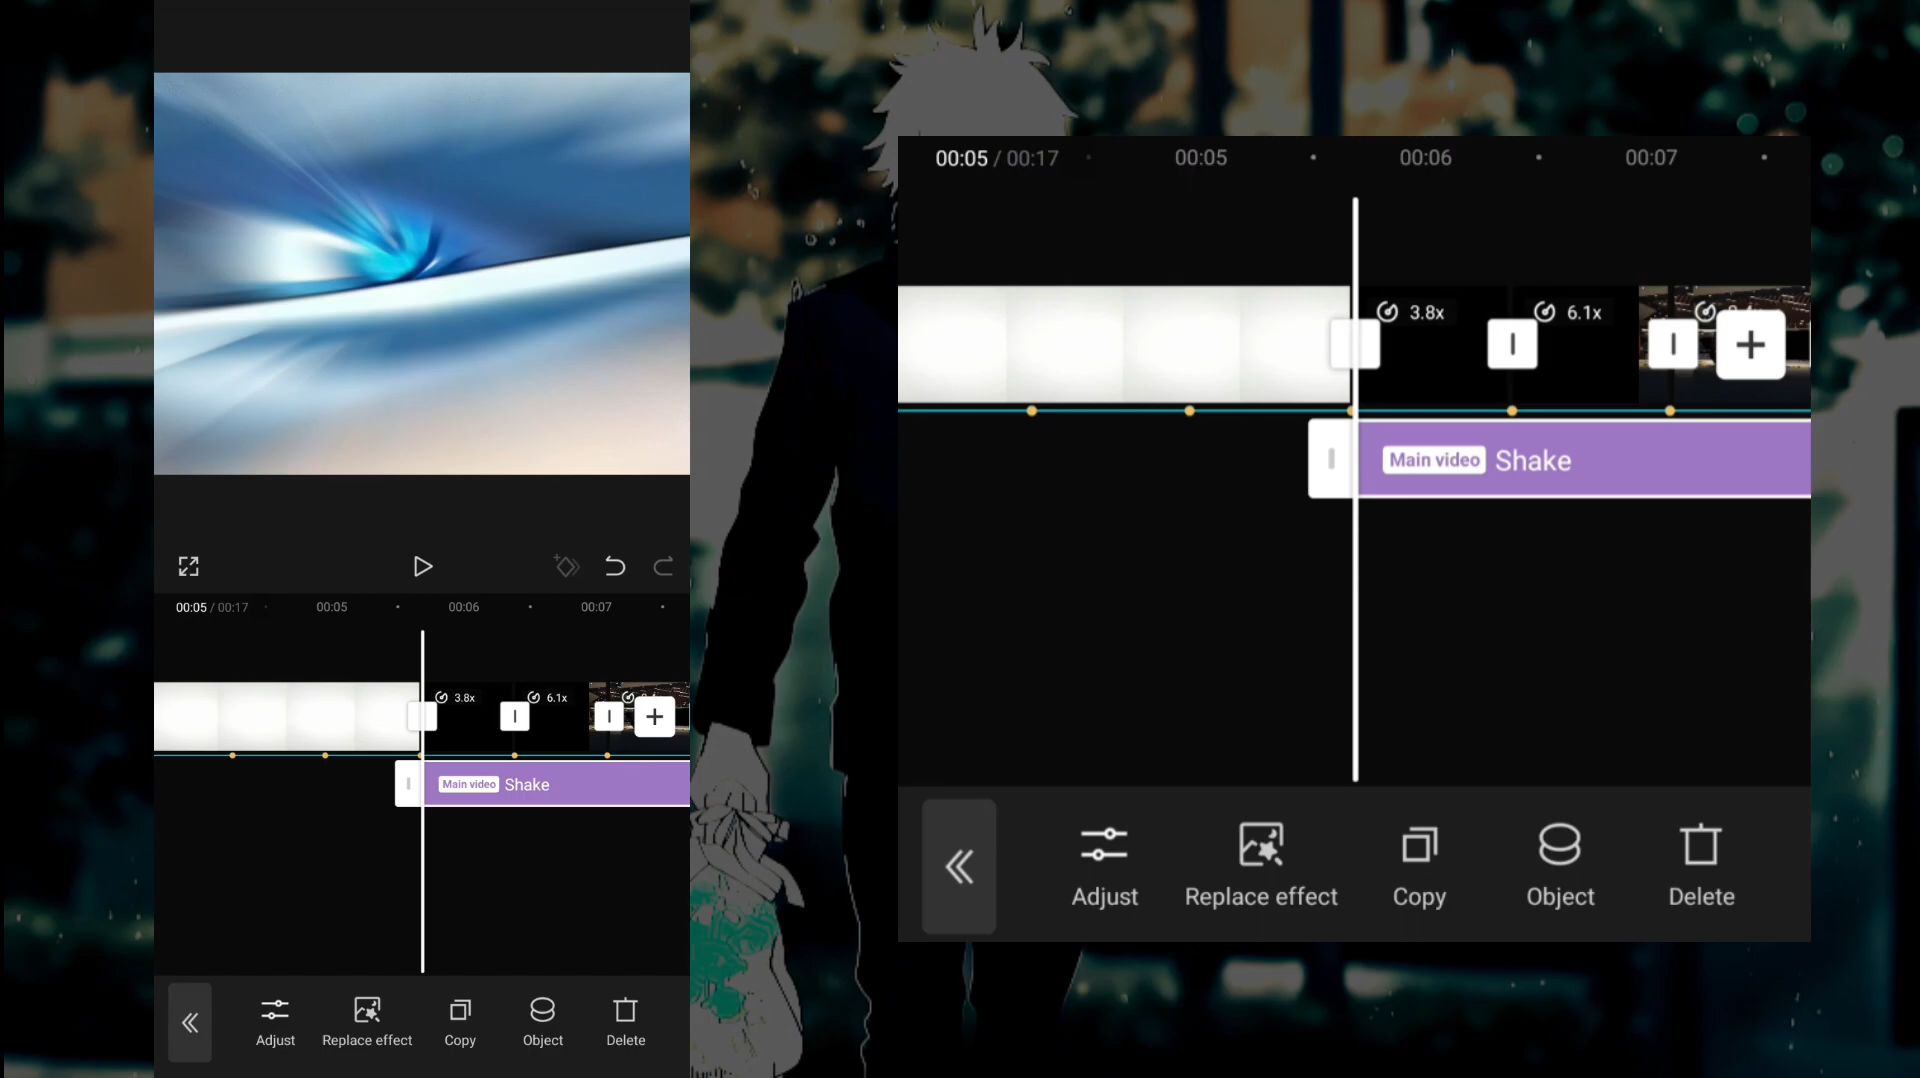 00:05 / 00:17 00:05 00:06 00:07
3.8x 6.1x
Main video Shake
Adjust Replace effect Copy Object Delete
00:05 / 00:17 00:05 00:06 00:07
3.8x 6.1x
Main video Shake
Adjust Replace effect Copy Object Delete